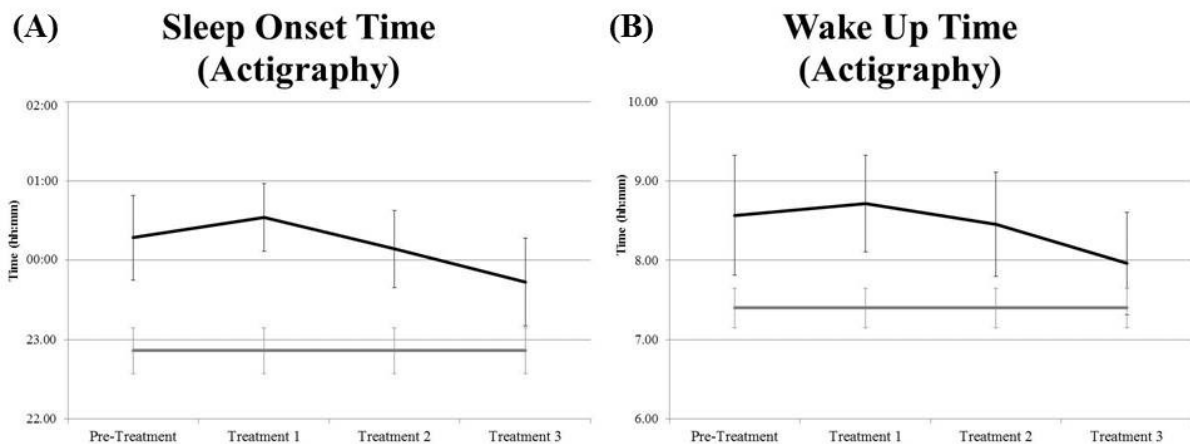 (A) Sleep Onset Time
(Actigraphy)
02:00
01:00
00:00
23:00
22:00
Time (hh:mm)
Pre-Treatment Treatment 1 Treatment 2 Treatment 3
(B) Wake Up Time
(Actigraphy)
10.00
9.00
8.00
7.00
6.00
Time (hh:mm)
Pre-Treatment Treatment 1 Treatment 2 Treatment 3